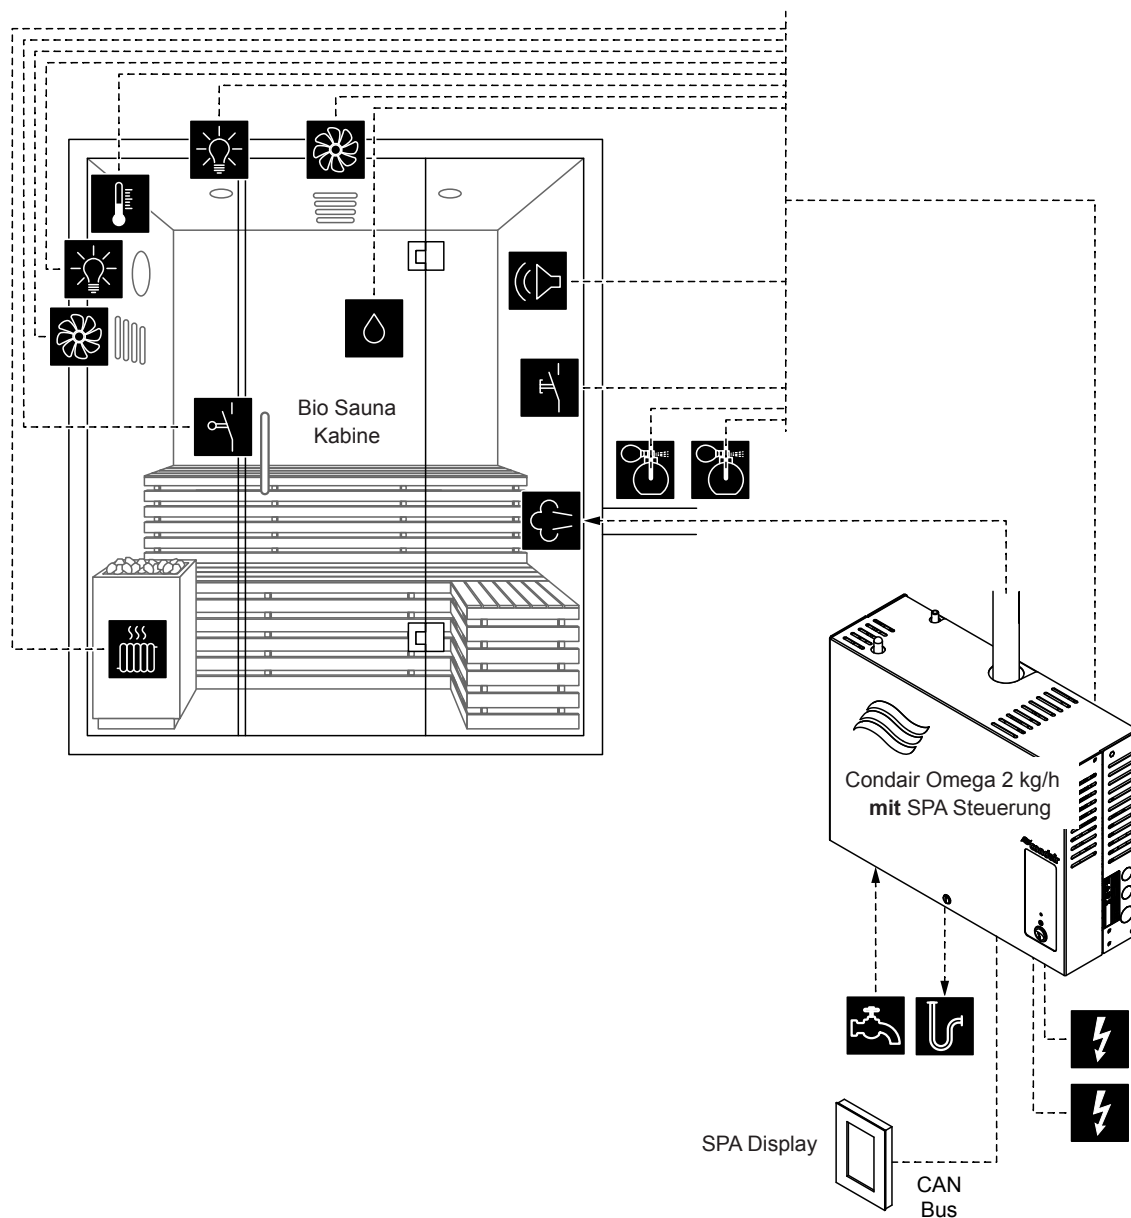 Bio Sauna
Kabine
Condair Omega 2 kg/h
mit SPA Steuerung
SPA Display
CAN
Bus